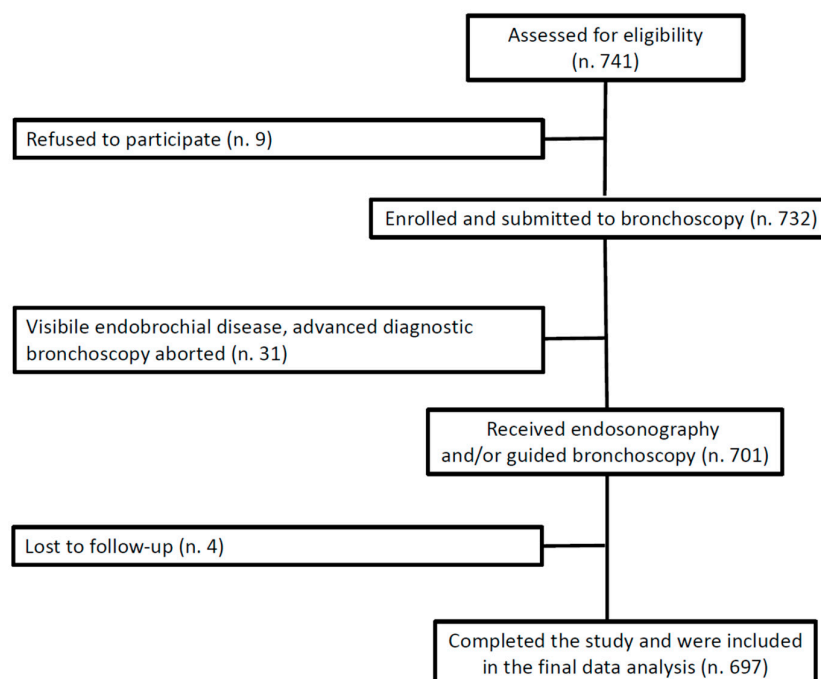 Assessed for eligibility
(n. 741)
Refused to participate (n. 9)
Enrolled and submitted to bronchoscopy (n. 732)
Visibile endobrochial disease, advanced diagnostic
bronchoscopy aborted (n. 31)
Received endosonography
and/or guided bronchoscopy (n. 701)
Lost to follow-up (n. 4)
Completed the study and were included
in the final data analysis (n. 697)